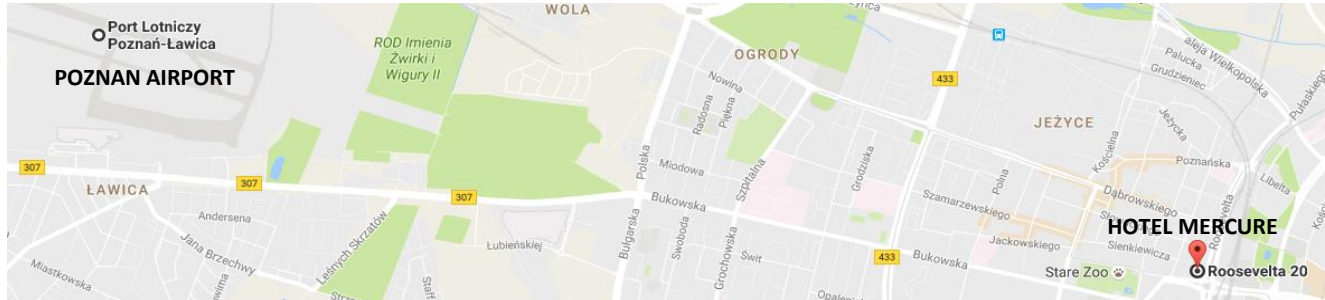 Port Lotniczy
Poznań-Ławica
POZNAN AIRPORT
ROD Imienia
Żwirki i
Wigury II
WOLA
OGRODY
Nowina
Radosna
Piękna
Miodowa
Polska
Szpitalna
Grodziska
433
JEŻYCE
aleja Wielkopolska
Pałucka
Grudzieniec
Pułaskiego
Jeżycka
Kościelna
Poznańska
Libelta
Polna
Dąbrowskiego
Szamarzewskiego
Roosevelta
307
ŁAWICA
307
307
Bukowska
Andersena
Jana Brzechwy
Leśnych Skrzatów
Miastkowska
Łubieńskiej
Bułgarska
Swoboda
Grochowska
Świt
433
Bukowska
Jackowskiego
Sienkiewicza
HOTEL MERCURE
Stare Zoo
Roosevelta 20